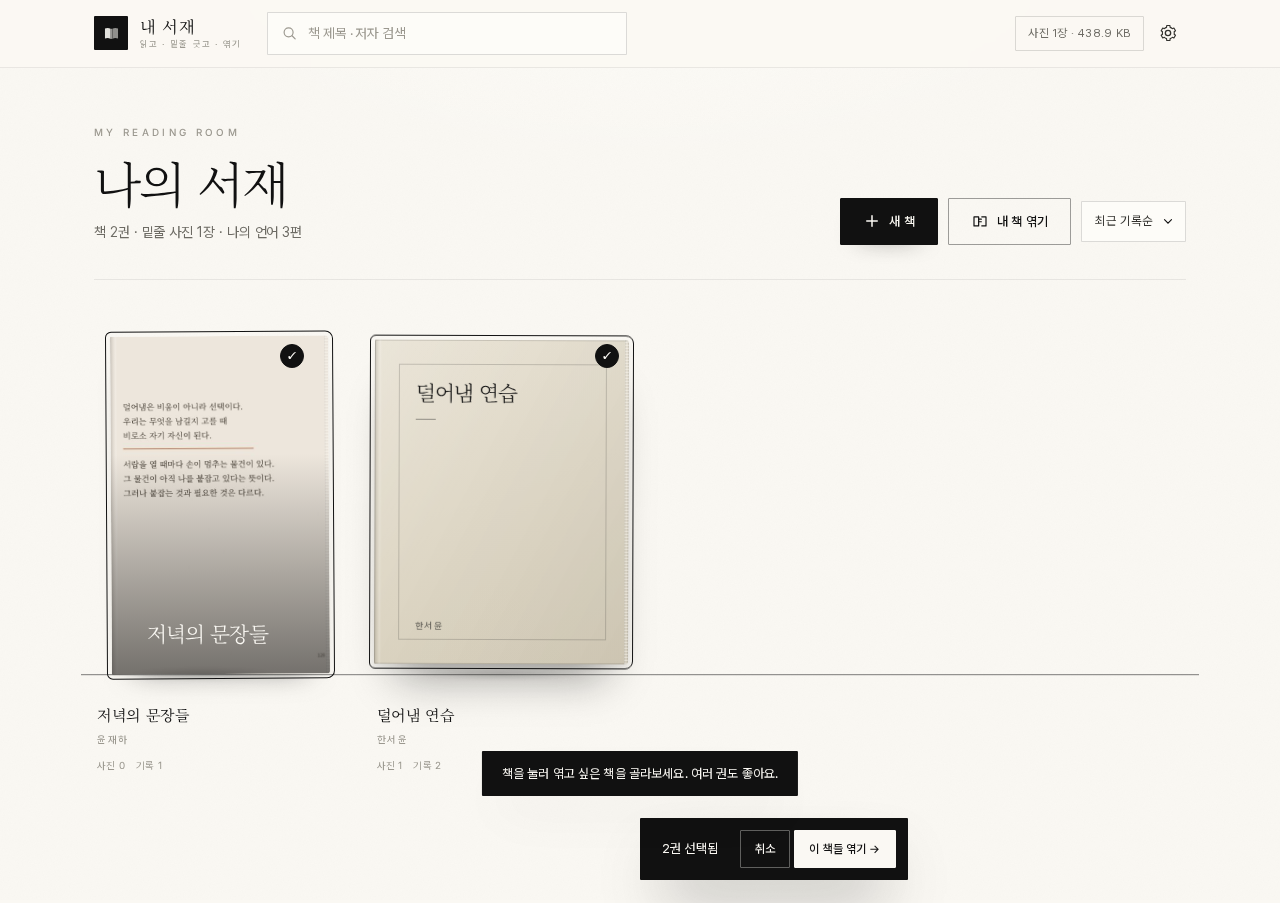 내 서재
읽고 · 밑줄 긋고 · 엮기
책 제목 · 저자 검색
사진 1장 · 438.9 KB
MY READING ROOM
나의 서재
책 2권 · 밑줄 사진 1장 · 나의 언어 3편
새 책
내 책 엮기
최근 기록순
덜어냄은 비움이 아니라 선택이다.
우리는 무엇을 남길지 고를 때
비로소 자기 자신이 된다.
서랍을 열 때마다 손이 멈추는 물건이 있다.
그 물건이 아직 나를 붙잡고 있다는 뜻이다.
그러나 붙잡는 것과 필요한 것은 다르다.
저녁의 문장들
덜어냄 연습
한서윤
저녁의 문장들
윤재하
사진 0 기록 1
덜어냄 연습
한서윤
사진 1 기록 2
책을 눌러 엮고 싶은 책을 골라보세요. 여러 권도 좋아요.
2권 선택됨
취소
이 책들 엮기 →